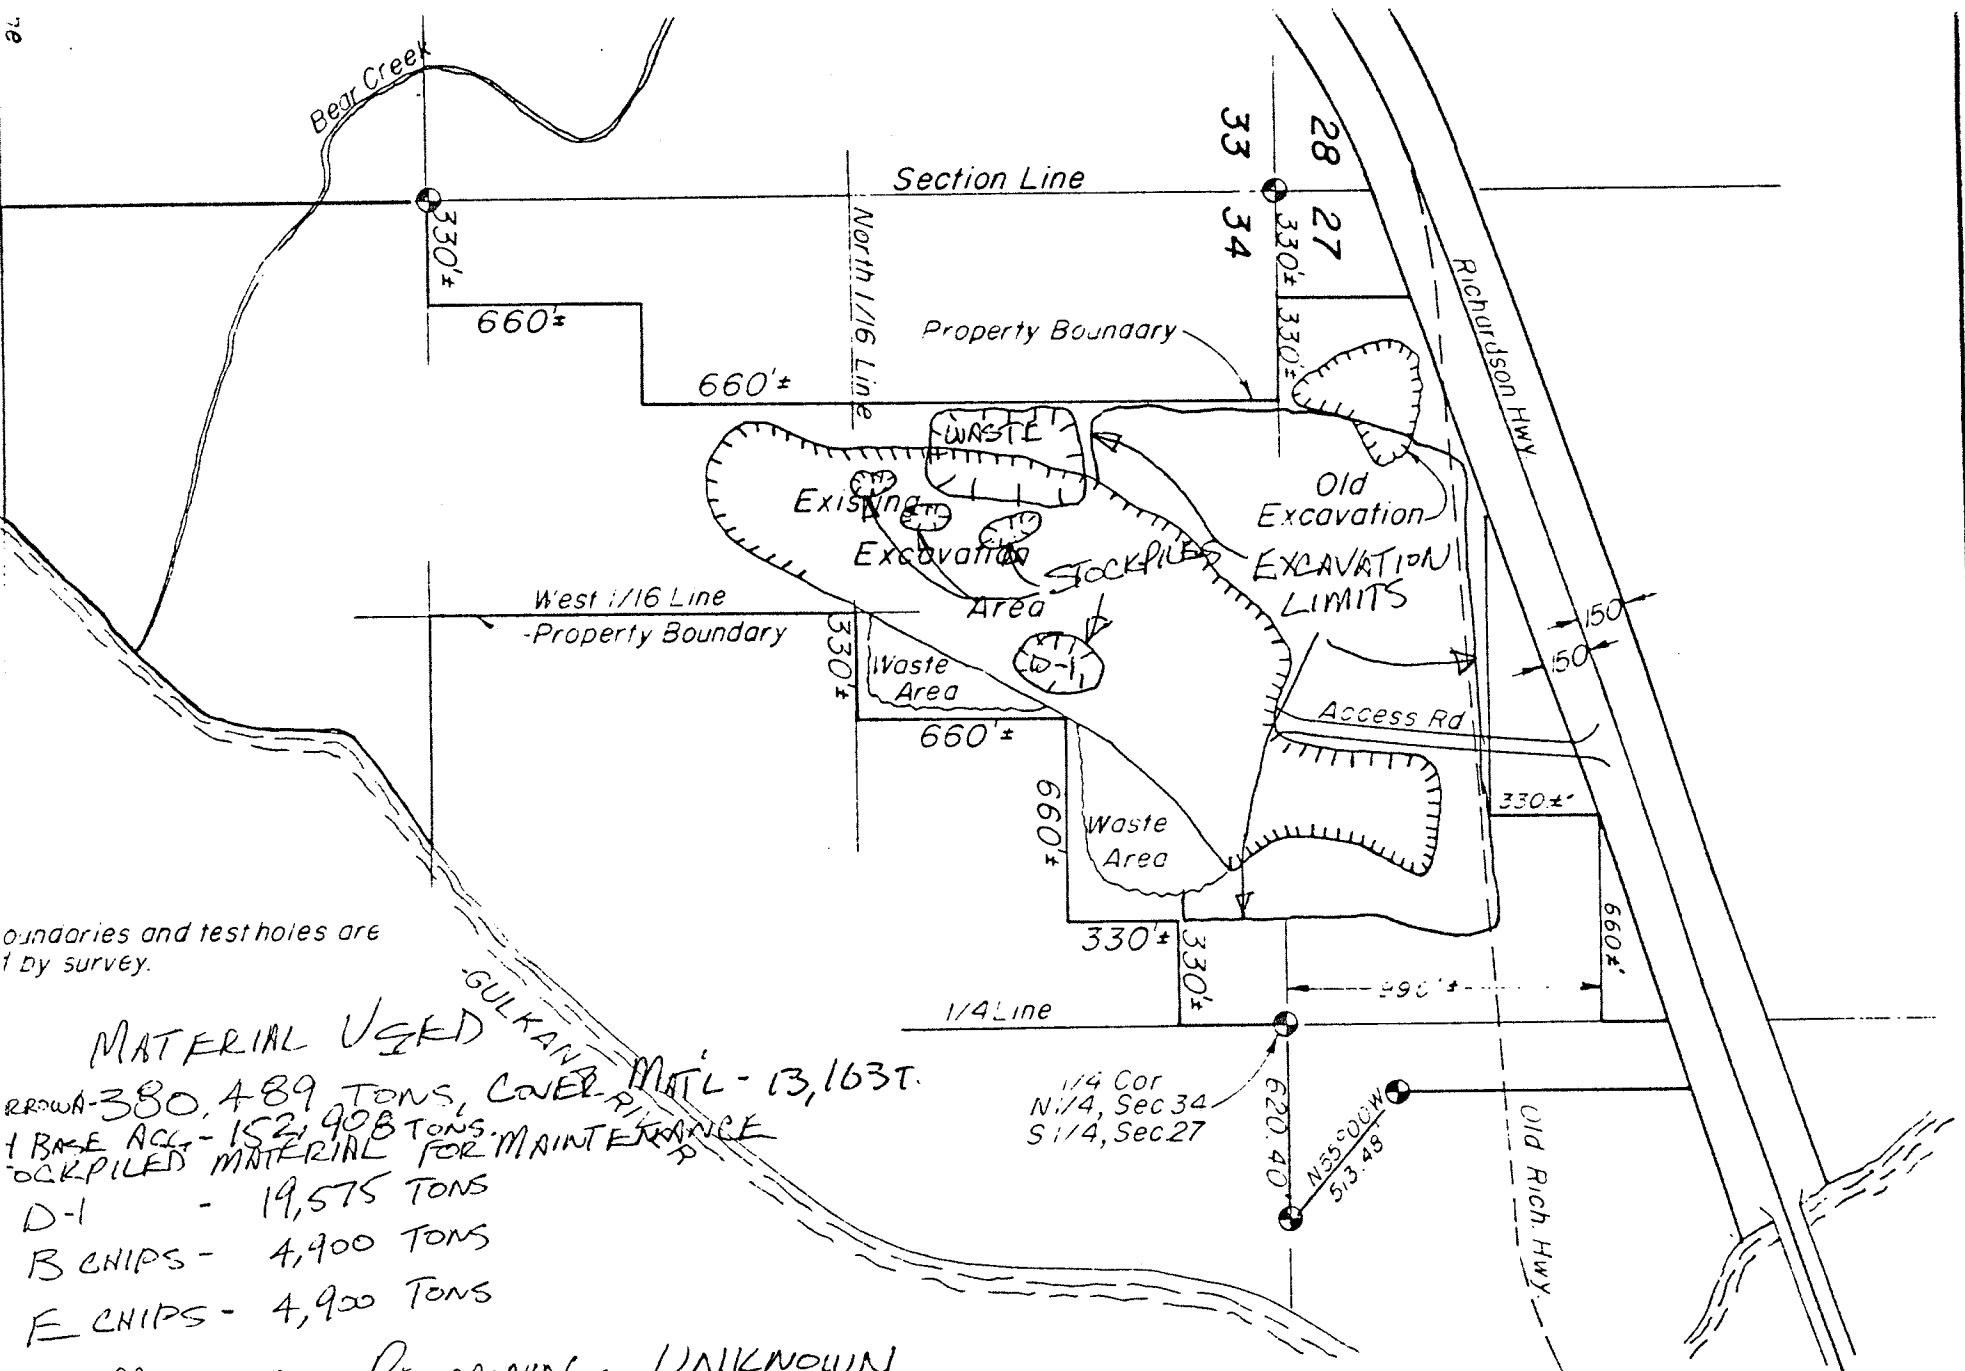 Bear Creek
33
28
Section Line
34
27
330'±
330'±
North 1/16 Line
Richardson Hwy.
660'±
Property Boundary
330'±
660'±
WASTE
Existing
Excavation
Area
STOCKPILES
Old
Excavation
EXCAVATION
LIMITS
West 1/16 Line
Property Boundary
150'
150'
330'±
Waste
Area
D-1
660'±
Access Rd
660'±
Waste
Area
330±'
660±'
330'±
330'±
990'±
oundaries and testholes are
by survey.
GULKANA RIVER
1/4 Line
1/4 Cor
N1/4, Sec 34
S1/4, Sec 27
620.40'
N35°00'W
513.48'
Old Rich. Hwy.
MATERIAL USED
380,489 TONS, COVER MAT'L - 13,163T.
BASE AGG. - 152,908 TONS.
OCKPILED MATERIAL FOR MAINTENANCE
D-1 - 19,575 TONS
B CHIPS - 4,900 TONS
E CHIPS - 4,900 TONS
UNKNOWN